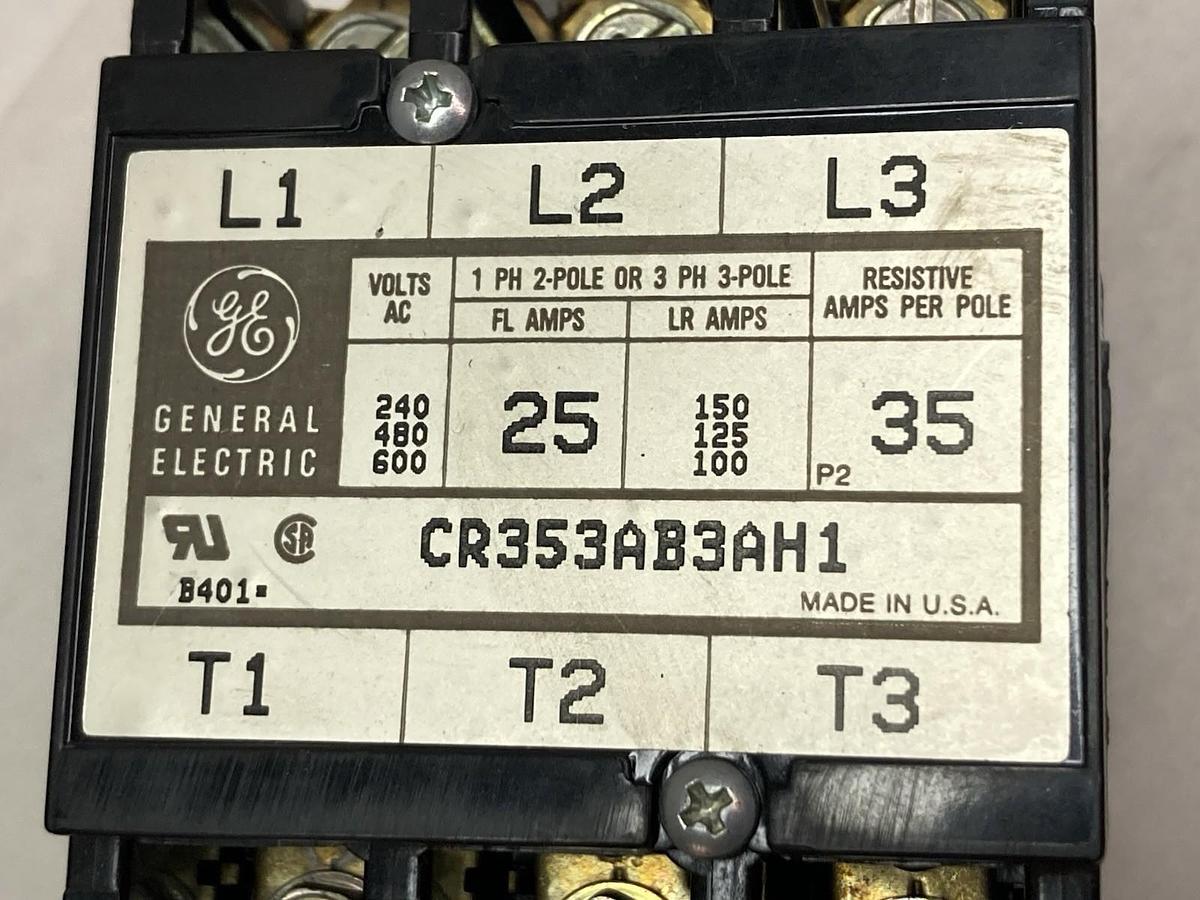 L1 L2 L3
GE
GENERAL
ELECTRIC
VOLTS
AC
1 PH 2-POLE OR 3 PH 3-POLE
FL AMPS LR AMPS
RESISTIVE
AMPS PER POLE
240
480
600
25
150
125
100
35
P2
RU SA
CR353AB3AH1
B401
MADE IN U.S.A.
T1 T2 T3